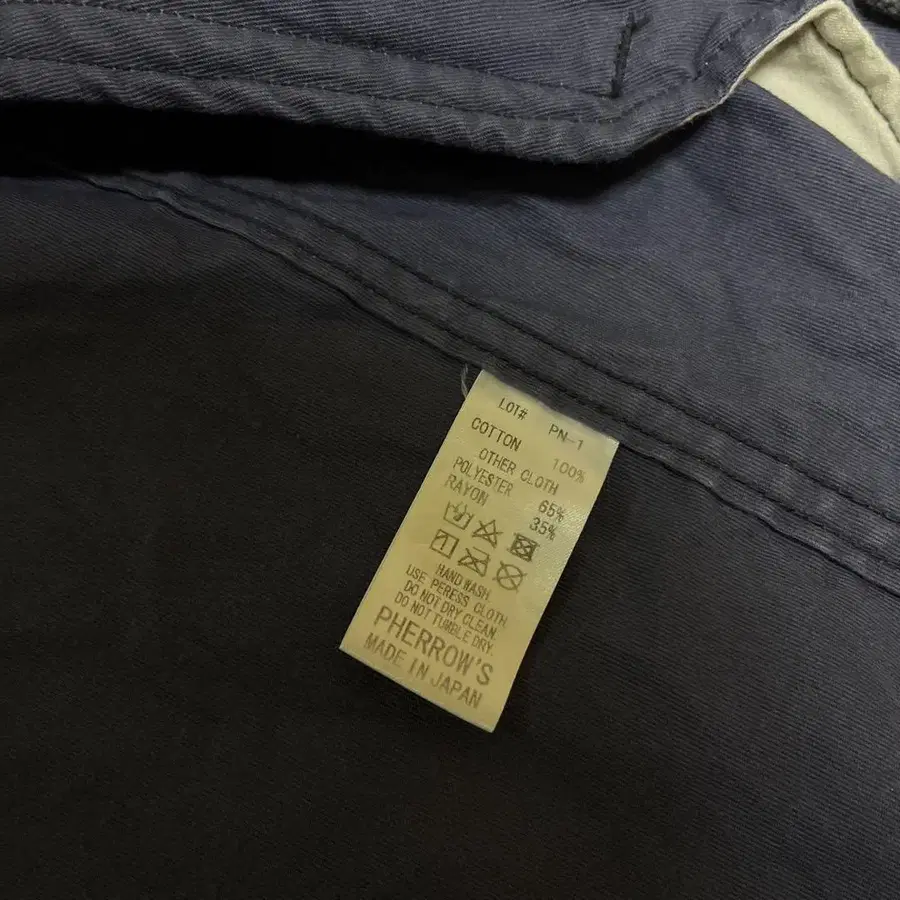 LOT# PN-1
COTTON 100%
OTHER CLOTH
POLYESTER 65%
RAYON 35%
HAND WASH.
USE PERESS CLOTH
DO NOT DRY CLEAN.
DO NOT TUMBLE DRY.
PHERROW'S
MADE IN JAPAN